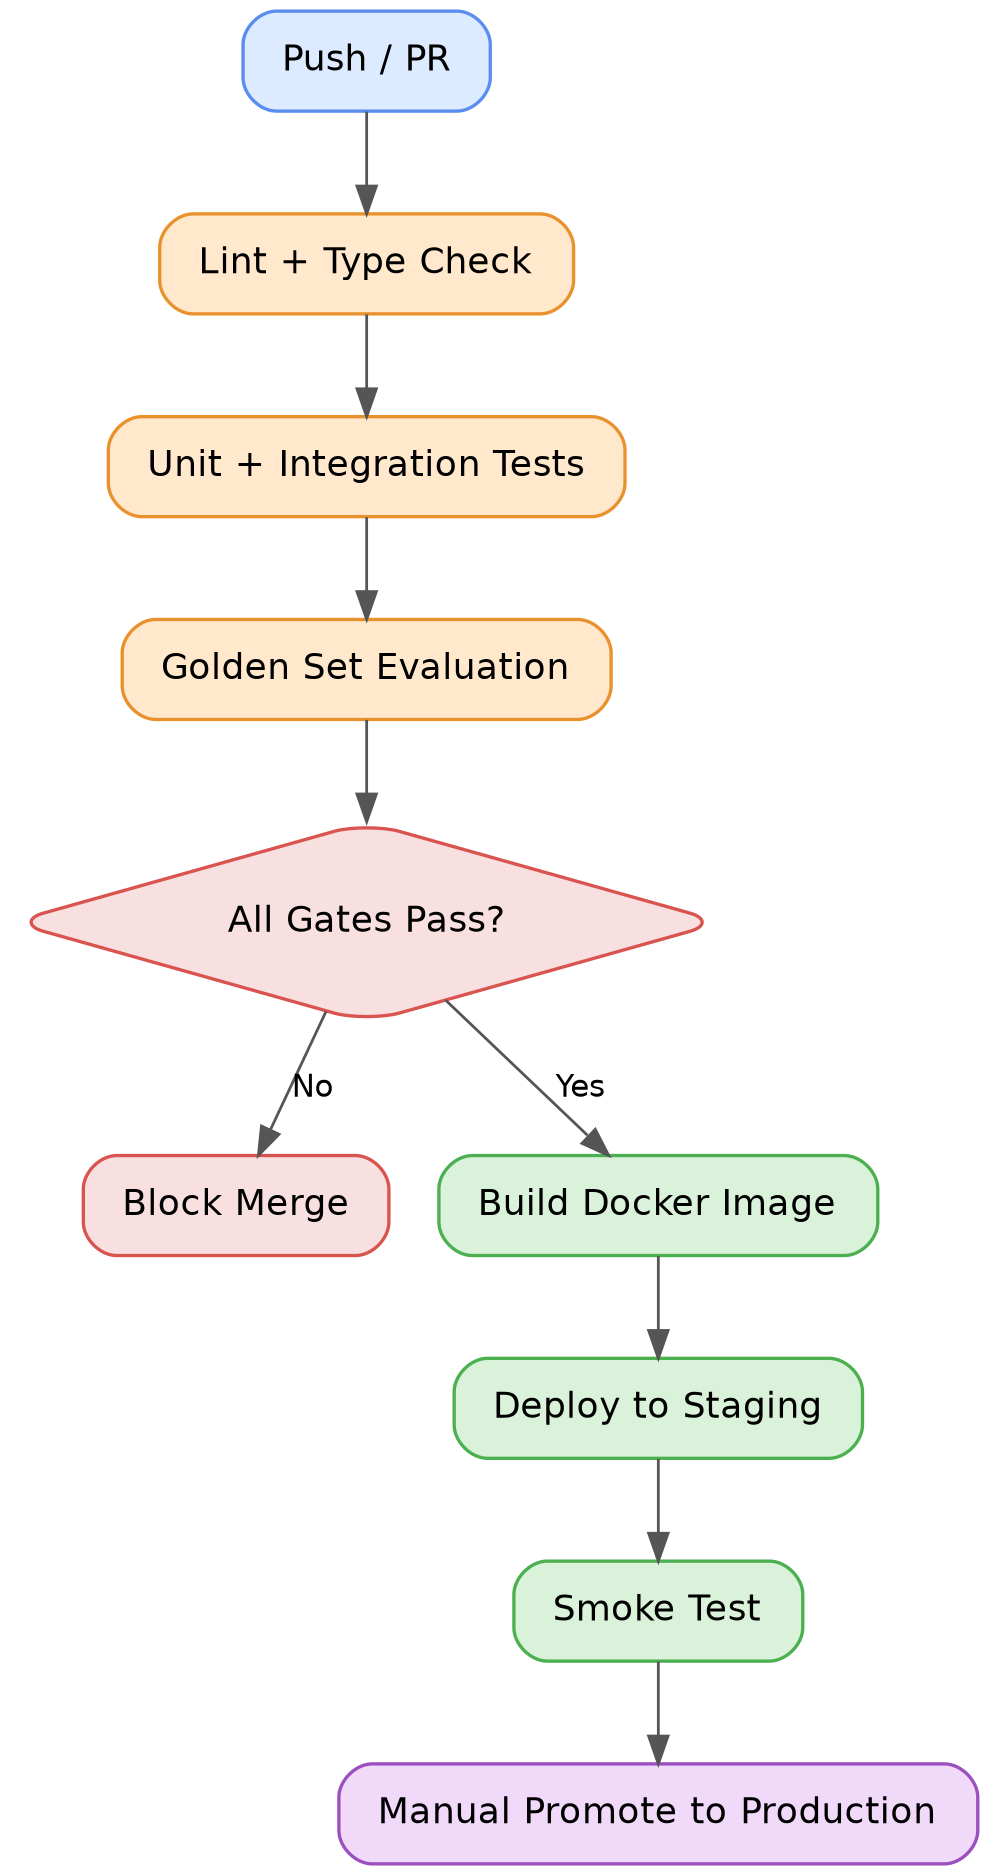 Push / PR
Lint + Type Check
Unit + Integration Tests
Golden Set Evaluation
All Gates Pass?
No
Yes
Block Merge
Build Docker Image
Deploy to Staging
Smoke Test
Manual Promote to Production